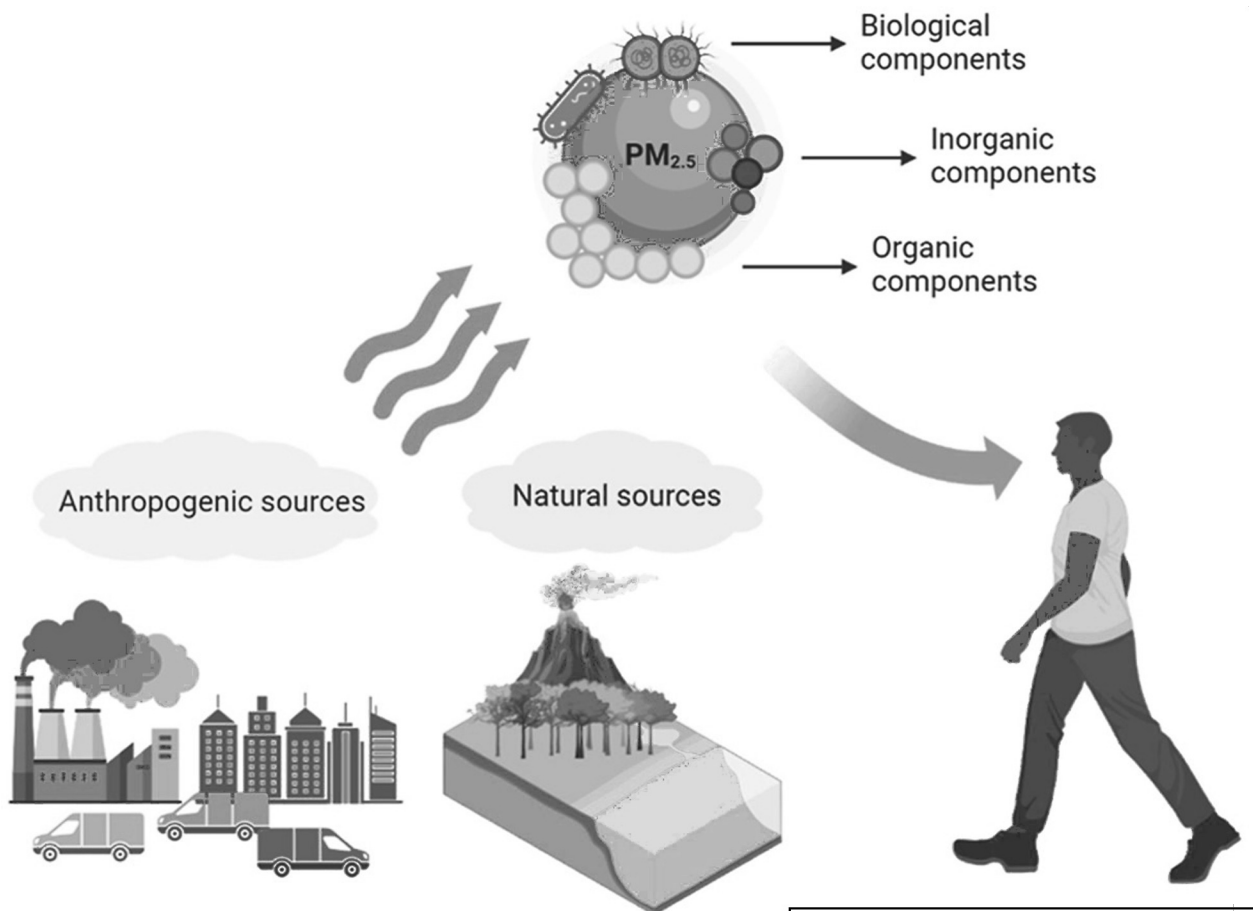 Biological
components
PM2.5
Inorganic
components
Organic
components
Anthropogenic sources
Natural sources